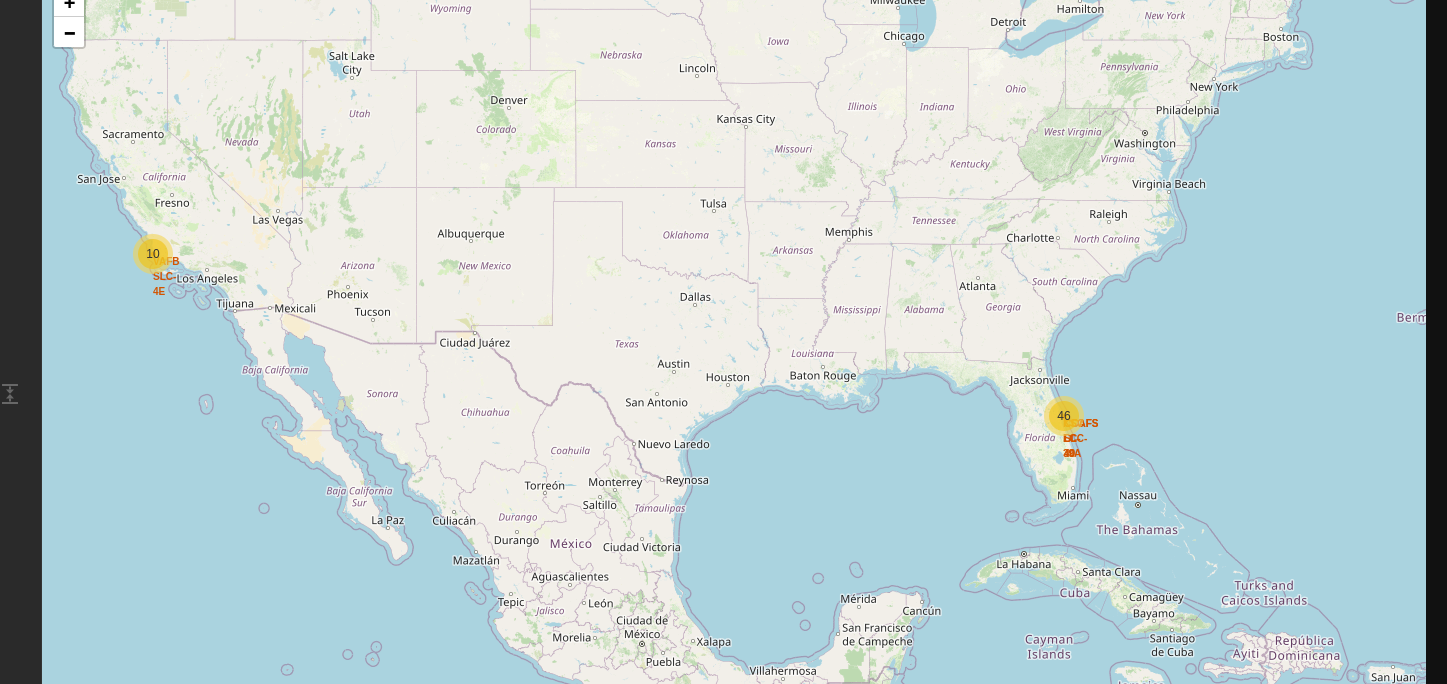 +
−
Wyoming
Milwaukee
Detroit
Hamilton
New York
Chicago
Boston
Salt Lake
City
Nebraska
Iowa
Lincoln
Pennsylvania
New York
Denver
Utah
Colorado
Illinois
Indiana
Ohio
Philadelphia
Sacramento
Nevada
Kansas City
Kansas
Missouri
West Virginia
Washington
Virginia
Kentucky
San Jose
California
Fresno
Virginia Beach
Las Vegas
Tulsa
Raleigh
Albuquerque
Oklahoma
Memphis
Tennessee
Charlotte
North Carolina
10
Arkansas
Arizona
New Mexico
SLC-
4E
Los Angeles
Atlanta
South Carolina
Phoenix
Dallas
Tijuana
Mexicali
Tucson
Mississippi
Alabama
Georgia
Ciudad Juárez
Texas
Louisiana
Baja California
Austin
Houston
Baton Rouge
Jacksonville
Sonora
San Antonio
Chihuahua
46
Florida
Nuevo Laredo
Coahuila
Reynosa
Torreón
Monterrey
Baja California
Sur
Saltillo
Tamaulipas
Miami
Nassau
La Paz
Culiacán
Durango
The Bahamas
Durango
México
Ciudad Victoria
Mazatlán
La Habana
Santa Clara
Aguascalientes
Cuba
Camagüey
Turks and
Caicos Islands
Tepic
León
Jalisco
Mérida
Cancún
Bayamo
Ciudad de
México
San Francisco
de Campeche
Morelia
Xalapa
Cayman
Islands
Santiago
de Cuba
República
Dominicana
Ayiti
Puebla
Villahermosa
San Juan